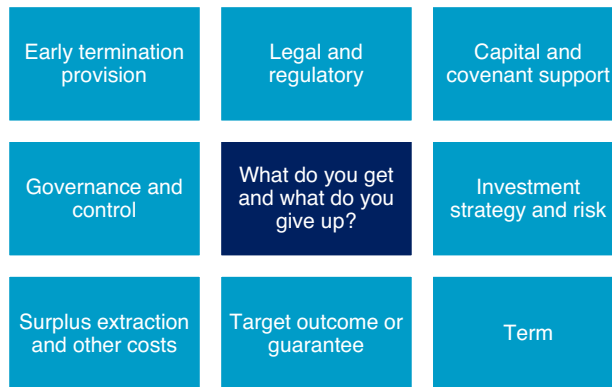 Early termination
provision
Legal and
regulatory
Capital and
covenant support
Governance and
control
What do you get
and what do you
give up?
Investment
strategy and risk
Surplus extraction
and other costs
Target outcome or
guarantee
Term